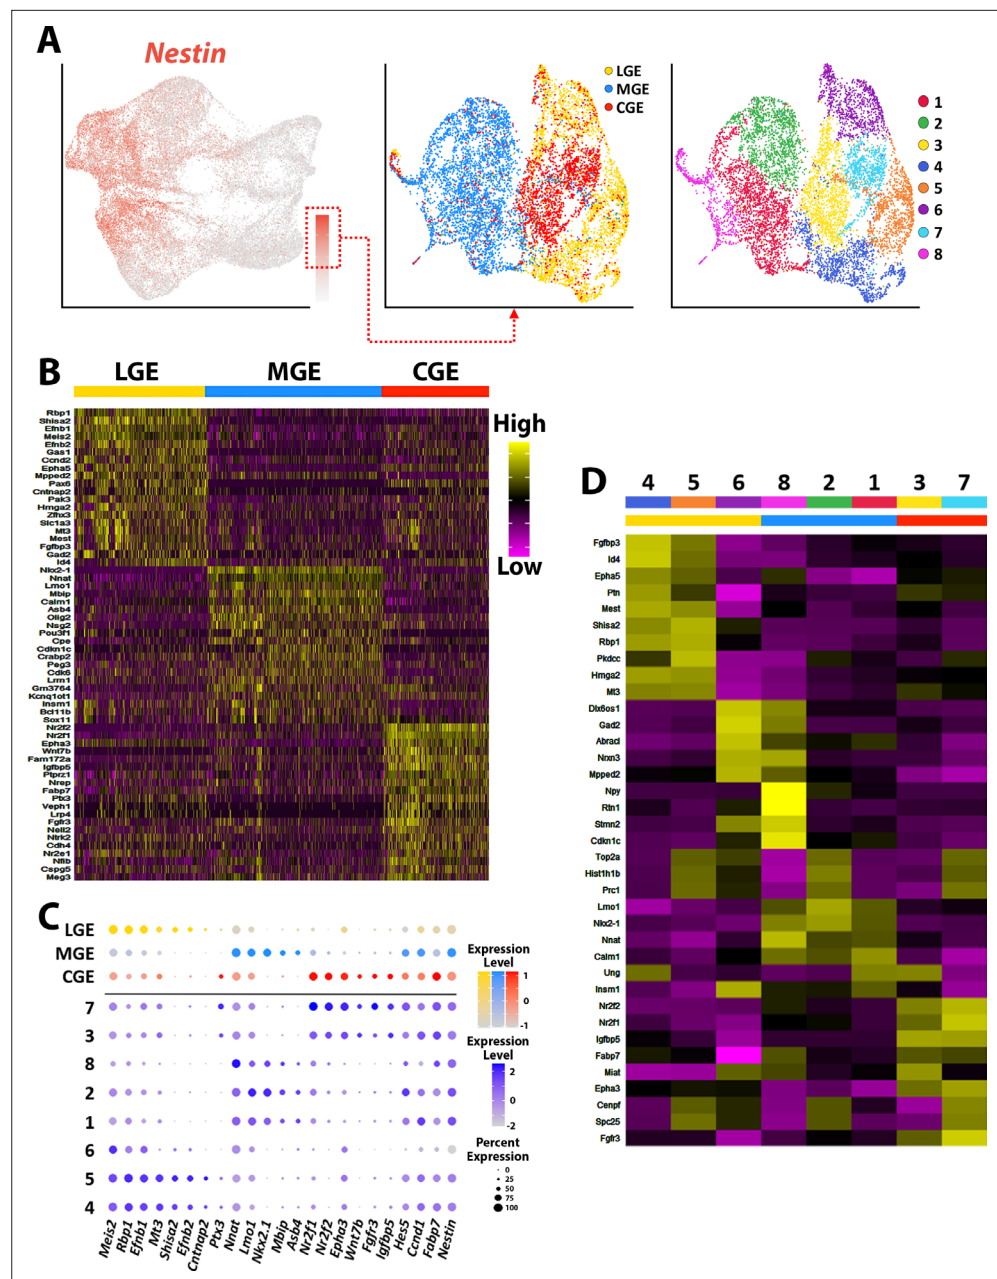 A
Nestin
LGE
MGE
CGE
1
2
3
4
5
6
7
8
B
LGE MGE CGE
Rbp1
Shisa2
Efnb1
Meis2
Efnb2
Gas1
Ccnd2
Epha5
Mpped2
Pax6
Cntnap2
Pak3
Hmga2
Zfhx3
Slc1a3
Mt3
Mest
Fgfbp3
Gad2
Id4
Nkx2-1
Nnat
Lmo1
Mbip
Calm1
Asb4
Olig2
Nsg2
Pou3f1
Cpe
Cdkn1c
Crabp2
Peg3
Cdk6
Lrrn1
Gm3764
Kcnq1ot1
Insm1
Bcl11b
Sox11
Nr2f2
Nr2f1
Epha3
Wnt7b
Fam172a
Igfbp5
Ptprz1
Nrep
Fabp7
Ptx3
Veph1
Lrp4
Fgfr3
Nell2
Ntrk2
Cdh4
Nr2e1
Nfib
Cspg5
Meg3
High
Low
C
LGE
MGE
CGE
7
3
8
2
1
6
5
4
Meis2 Rbp1 Efnb1 Mt3 Shisa2 Efnb2 Cntnap2 Ptx3 Nnat Lmo1 Nkx2.1 Mbip Asb4 Nr2f1 Nr2f2 Epha3 Wnt7b Fgfr3 Igfbp5 Hes5 Ccnd1 Fabp7 Nestin
Expression
Level
1
0
-1
Expression
Level
2
0
-2
Percent
Expression
0
25
50
75
100
D
4 5 6 8 2 1 3 7
Fgfbp3
Id4
Epha5
Ptn
Mest
Shisa2
Rbp1
Pkdcc
Hmga2
Mt3
Dlx6os1
Gad2
Abracl
Nrxn3
Mpped2
Npy
Rtn1
Stmn2
Cdkn1c
Top2a
Hist1h1b
Prc1
Lmo1
Nkx2-1
Nnat
Calm1
Ung
Insm1
Nr2f2
Nr2f1
Igfbp5
Fabp7
Miat
Epha3
Cenpf
Spc25
Fgfr3